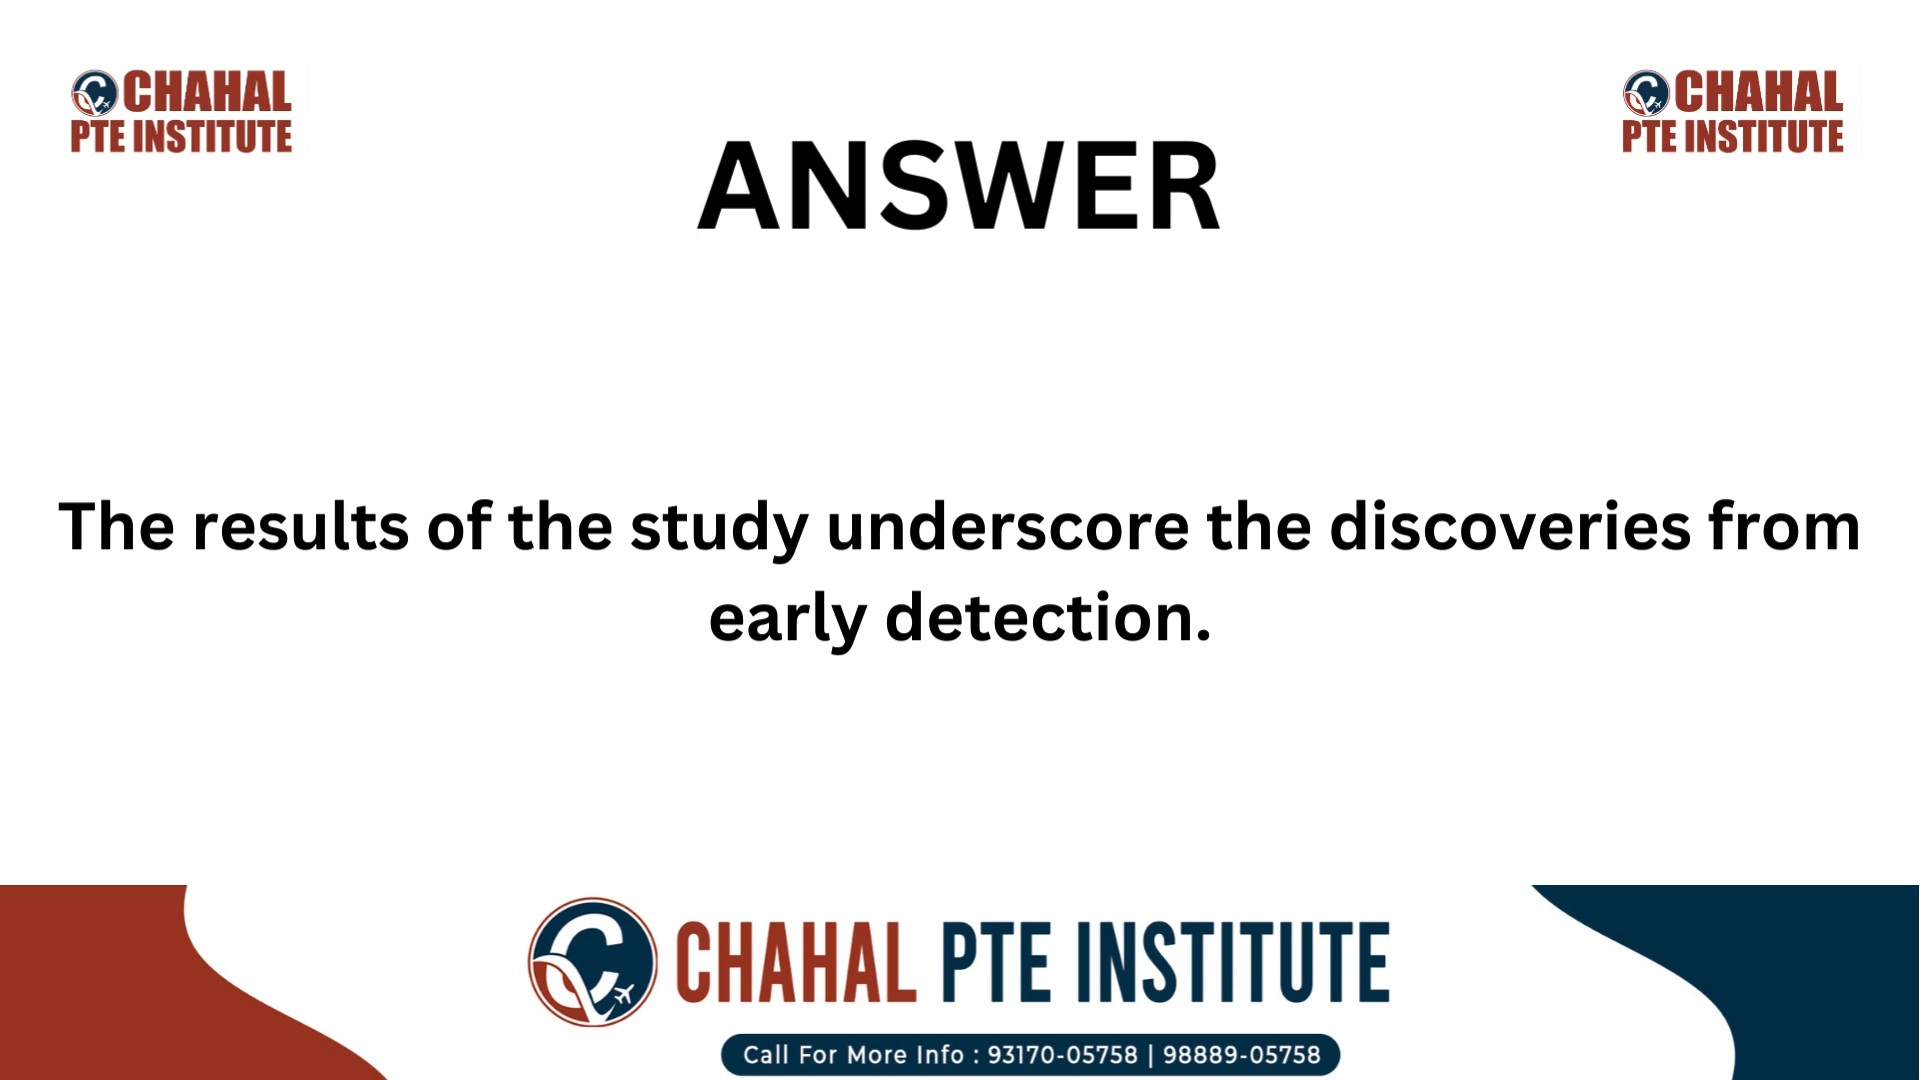 CHAHAL
PTE INSTITUTE
CHAHAL
PTE INSTITUTE
ANSWER
The results of the study underscore the discoveries from
early detection.
CHAHAL PTE INSTITUTE
Call For More Info : 93170-05758 | 98889-05758